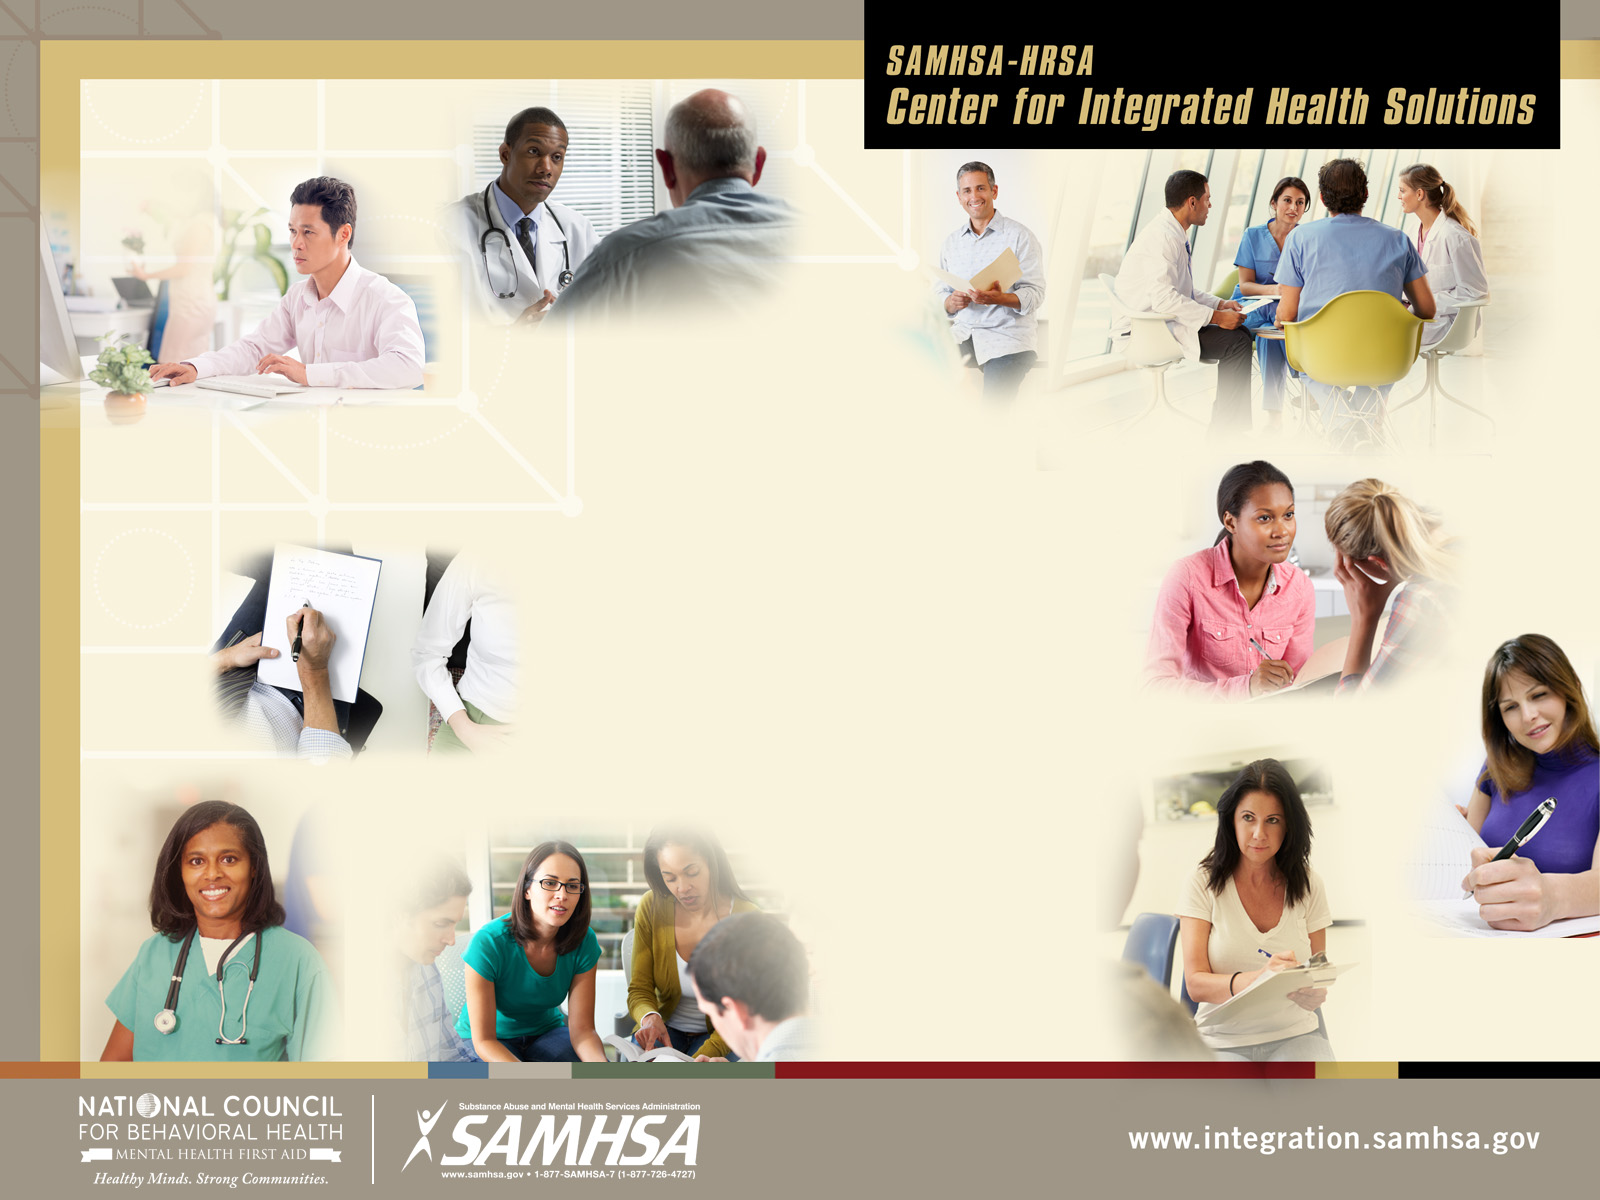 SAMHSA-HRSA
Center for Integrated Health Solutions
NATIONAL COUNCIL
FOR BEHAVIORAL HEALTH
MENTAL HEALTH FIRST AID
Healthy Minds. Strong Communities.
Substance Abuse and Mental Health Services Administration
SAMHSA
www.samhsa.gov • 1-877-SAMHSA-7 (1-877-726-4727)
www.integration.samhsa.gov